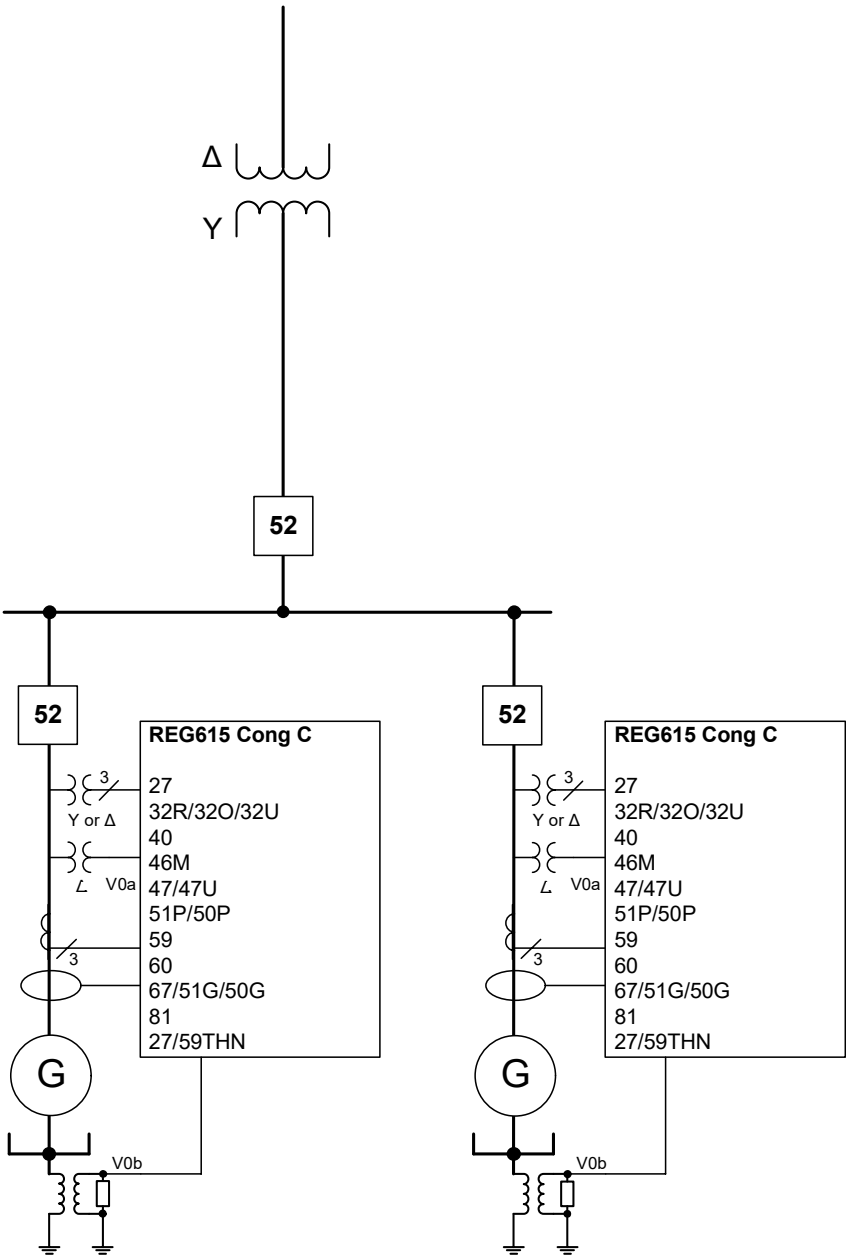 Δ
Y
52
52
REG615 Cong C
27
32R/32O/32U
40
46M
47/47U
51P/50P
59
60
67/51G/50G
81
27/59THN
3
Y or Δ
V0a
3
G
V0b
52
REG615 Cong C
27
32R/32O/32U
40
46M
47/47U
51P/50P
59
60
67/51G/50G
81
27/59THN
3
Y or Δ
V0a
3
G
V0b